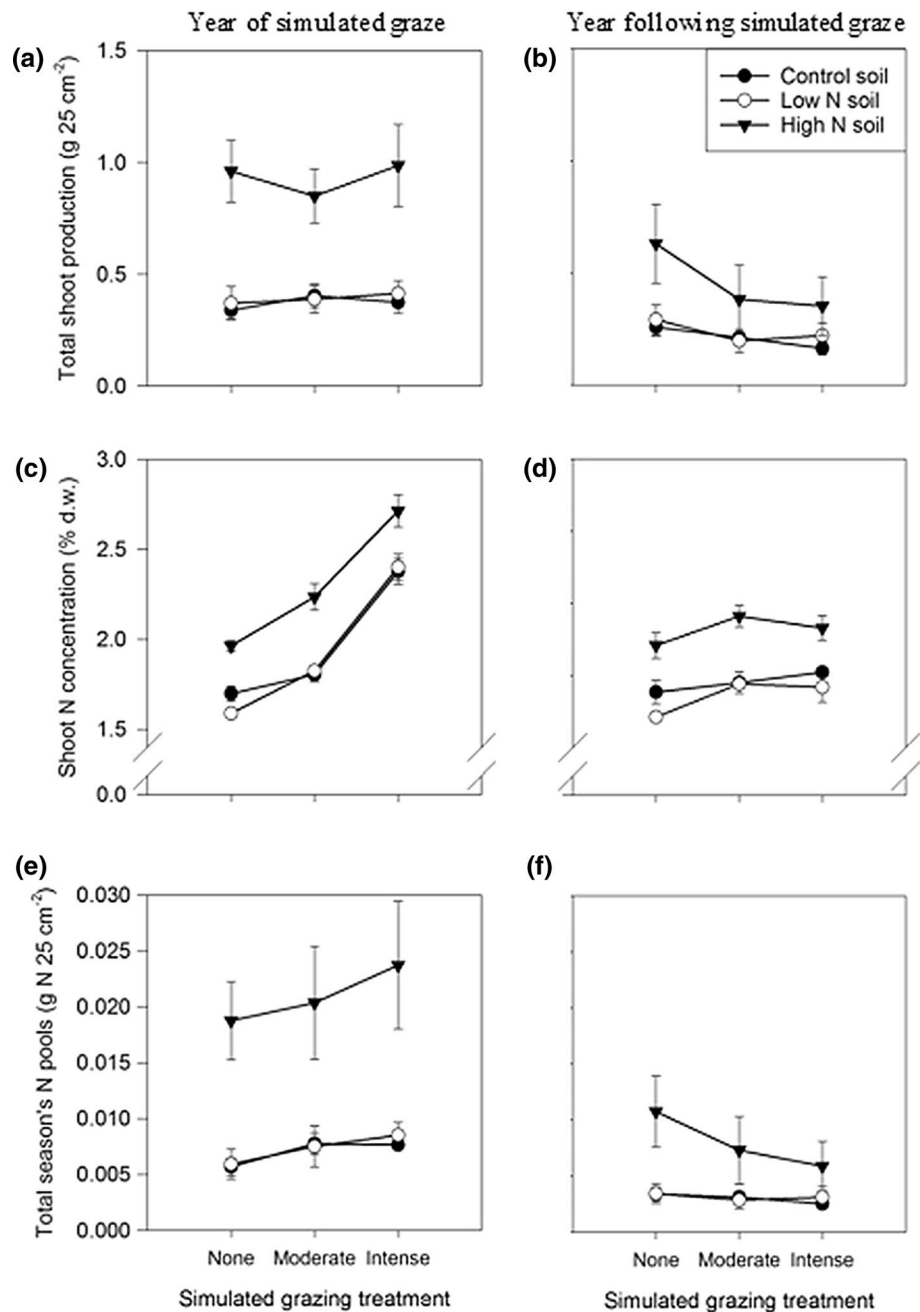 Year of simulated graze
Year following simulated graze
(a)
Total shoot production (g 25 cm⁻²)
1.5
1.0
0.5
0.0
(b)
Control soil
Low N soil
High N soil
(c)
Shoot N concentration (% d.w.)
3.0
2.5
2.0
1.5
0.0
(d)
(e)
Total season's N pools (g N 25 cm⁻²)
0.030
0.025
0.020
0.015
0.010
0.005
0.000
None Moderate Intense
Simulated grazing treatment
(f)
None Moderate Intense
Simulated grazing treatment